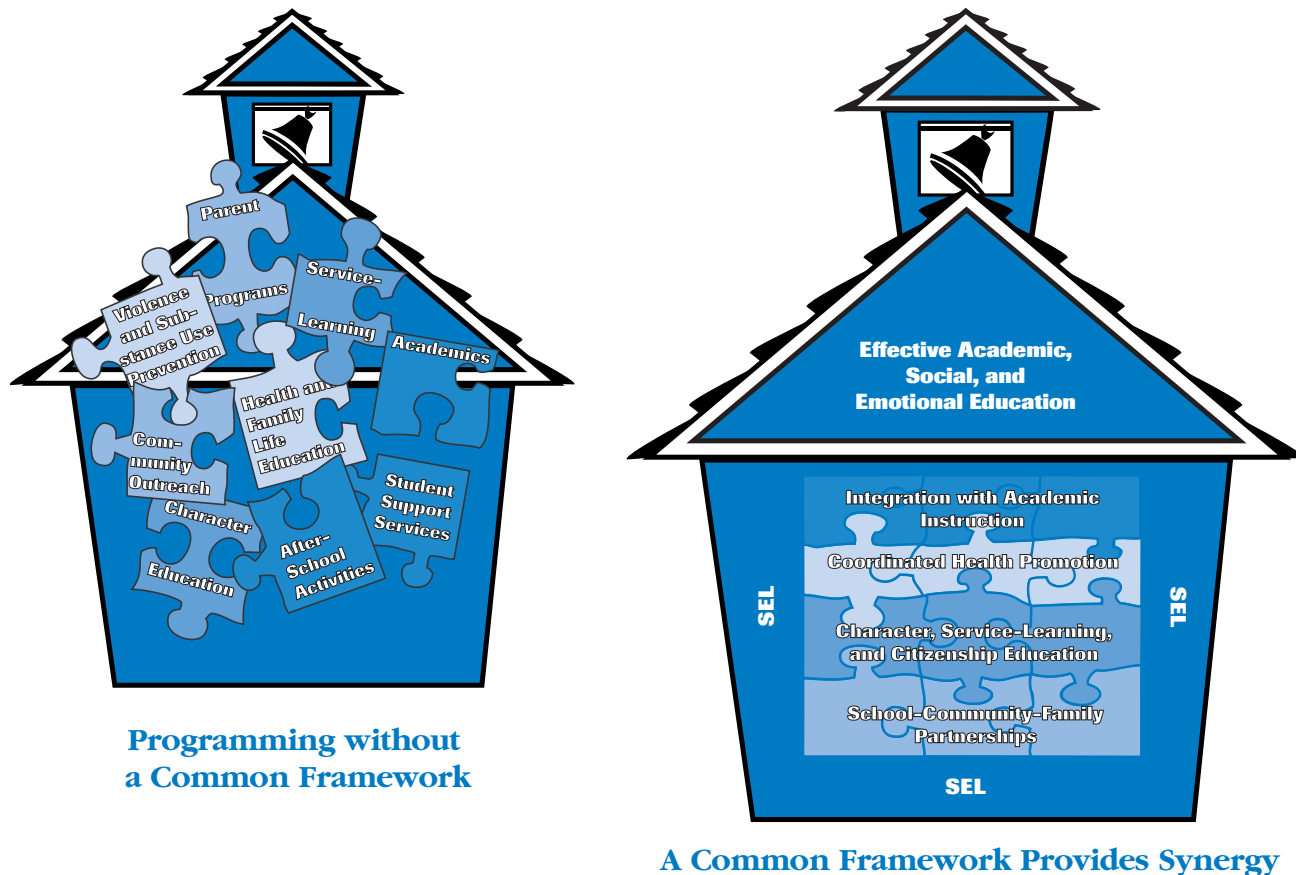 Parent
Programs
Service-
Learning
Violence
and Sub-
stance Use
Prevention
Academics
Health and
Family
Life
Education
Com-
munity
Outreach
Student
Support
Services
Character
Education
After-
School
Activities
Programming without
a Common Framework
Effective Academic,
Social, and
Emotional Education
Integration with Academic
Instruction
Coordinated Health Promotion
Character, Service-Learning,
and Citizenship Education
School-Community-Family
Partnerships
SEL
SEL
SEL
A Common Framework Provides Synergy